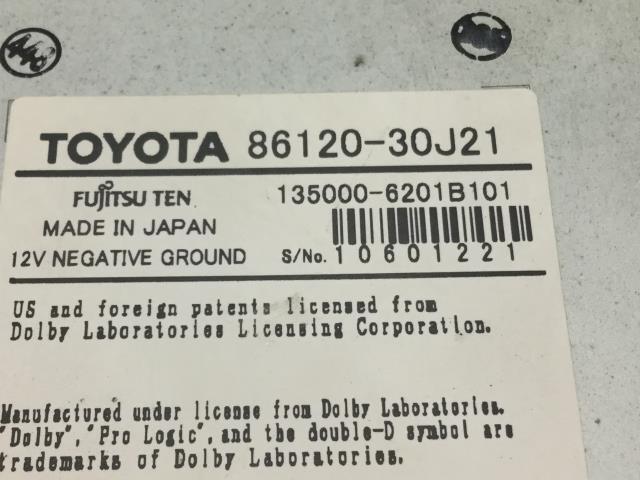 TOYOTA 86120-30J21
FUJITSU TEN 135000-6201B101
MADE IN JAPAN
12V NEGATIVE GROUND S/No. 10601221
US and foreign patents licensed from
Dolby Laboratories Licensing Corporation.
Manufactured under license from Dolby Laboratories.
"Dolby", "Pro Logic", and the double-D symbol are
trademarks of Dolby Laboratories.